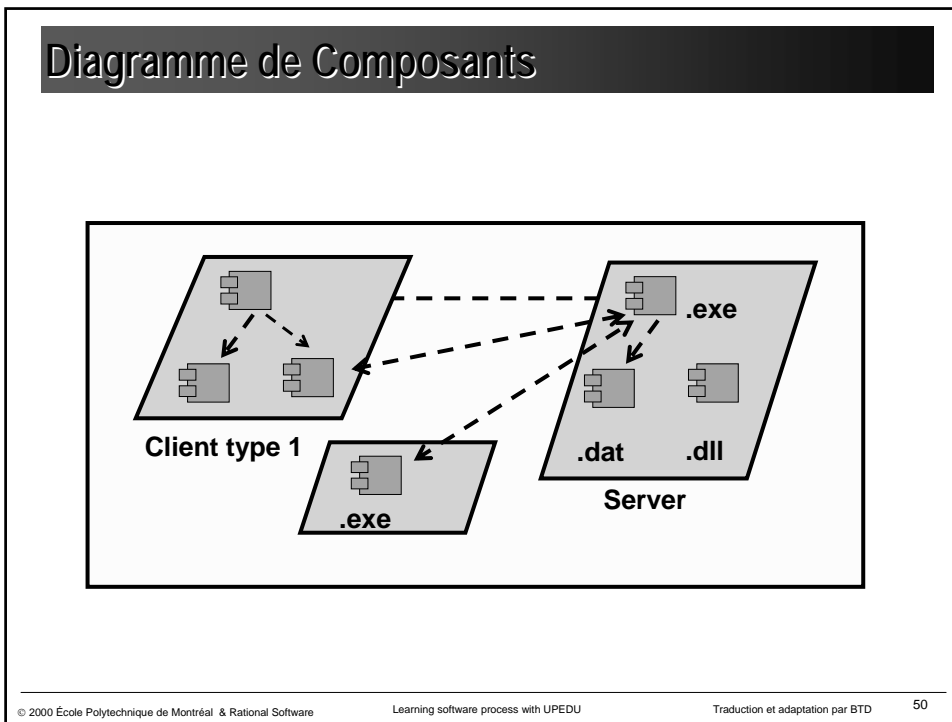 Diagramme de Composants
.exe
Client type 1
.dat
.dll
Server
.exe
© 2000 École Polytechnique de Montréal & Rational Software
Learning software process with UPEDU
Traduction et adaptation par BTD
50